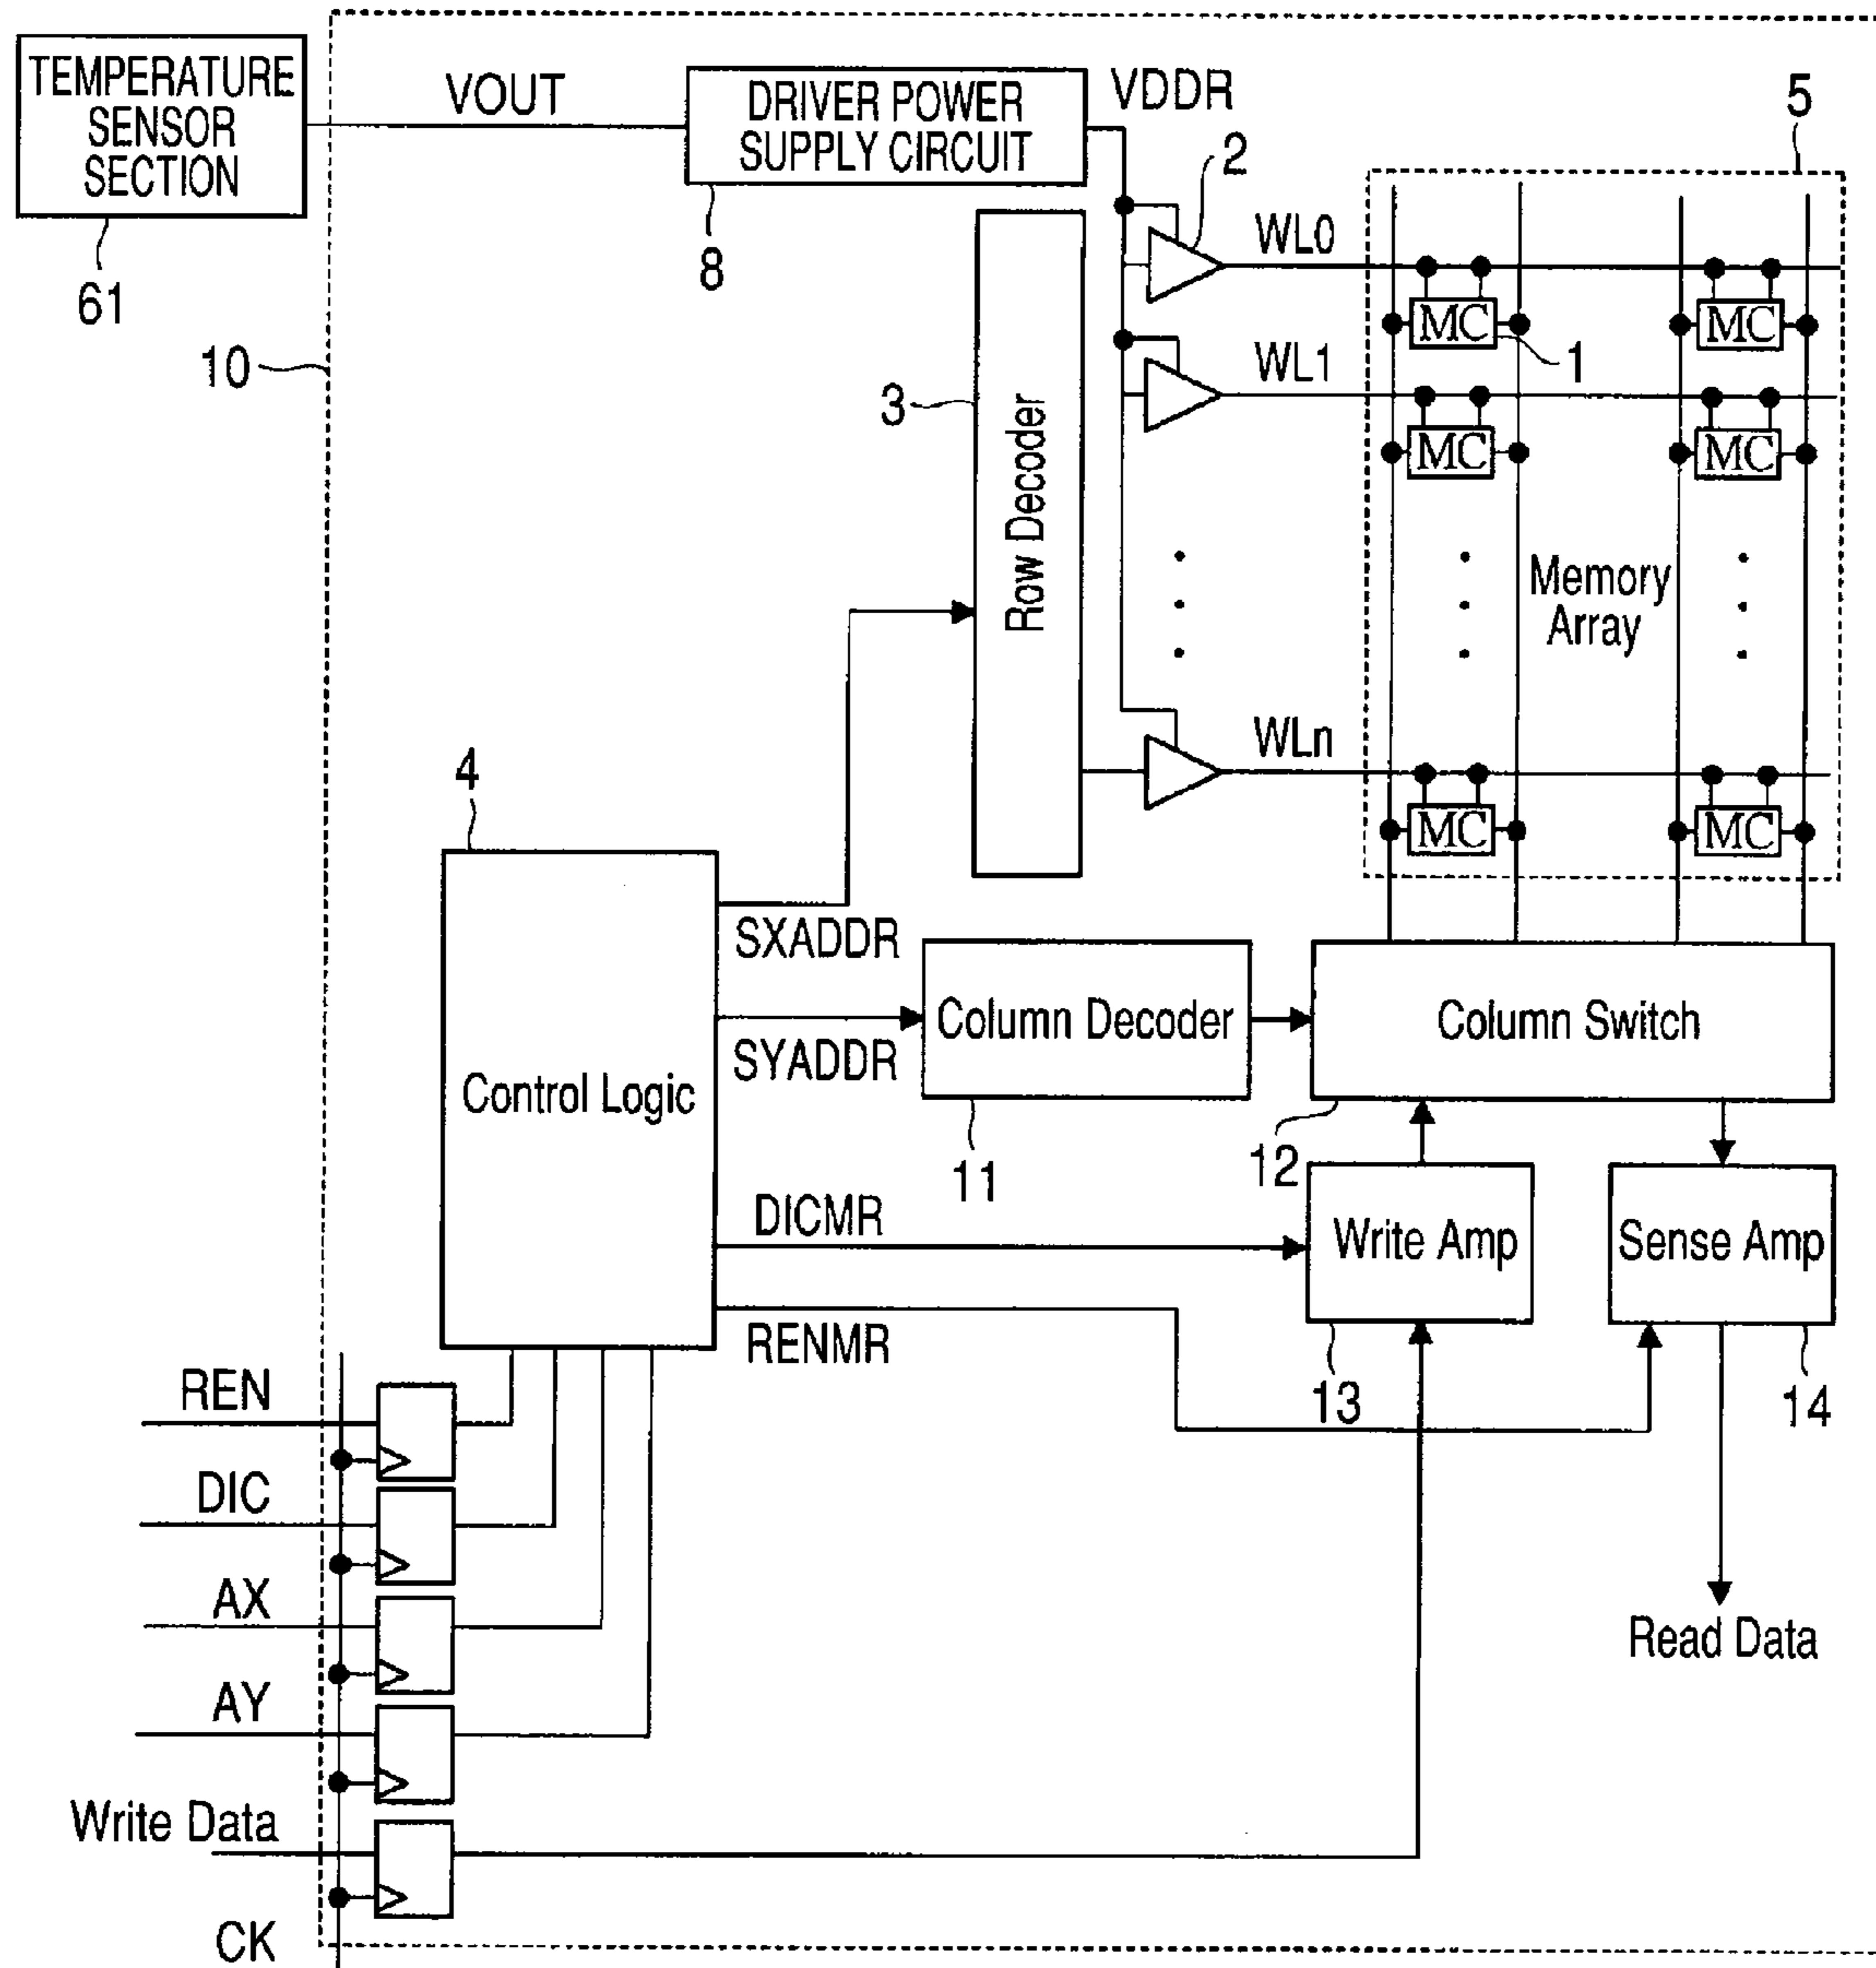 TEMPERATURE
SENSOR
SECTION
61
10
VOUT
DRIVER POWER
SUPPLY CIRCUIT
8
VDDR
2
5
WL0
MC
MC
1
WL1
MC
MC
3
Row Decoder
Memory
Array
WLn
MC
MC
4
Control Logic
SXADDR
SYADDR
Column Decoder
11
Column Switch
12
DICMR
Write Amp
13
Sense Amp
14
RENMR
REN
DIC
AX
AY
Write Data
CK
Read Data